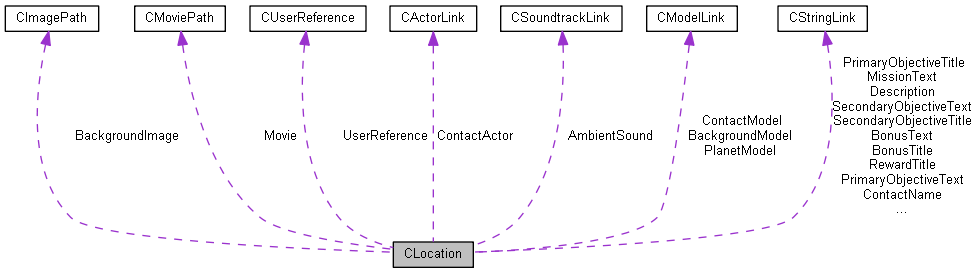 CImagePath
CMoviePath
CUserReference
CActorLink
CSoundtrackLink
CModelLink
CStringLink
BackgroundImage
Movie
UserReference
ContactActor
AmbientSound
ContactModel
BackgroundModel
PlanetModel
PrimaryObjectiveTitle
MissionText
Description
SecondaryObjectiveText
SecondaryObjectiveTitle
BonusText
BonusTitle
RewardTitle
PrimaryObjectiveText
ContactName
...
CLocation